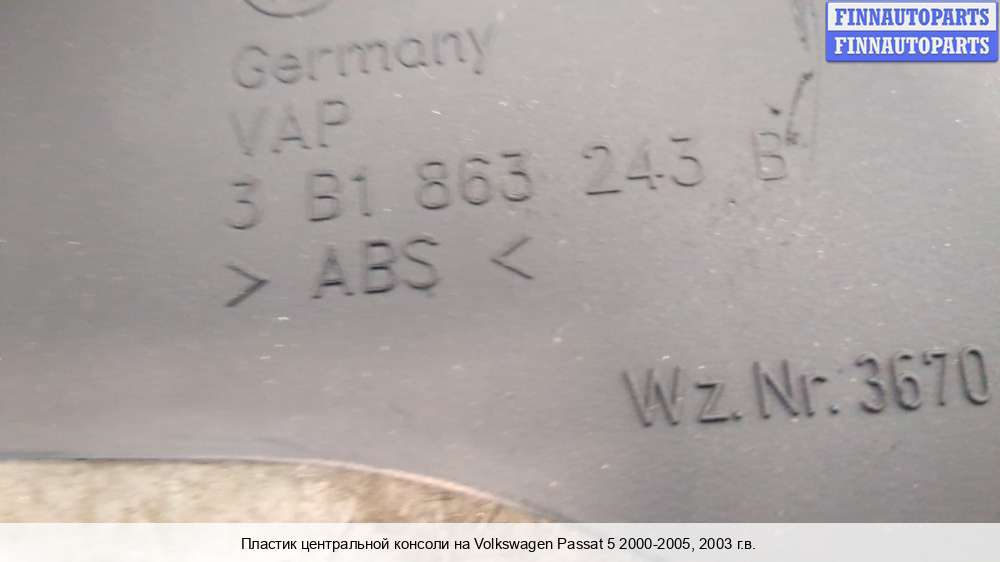 FINNAUTOPARTS
FINNAUTOPARTS
Germany
VAP
3 B1 863 243 B
> ABS <
Wz.Nr.3670
Пластик центральной консоли на Volkswagen Passat 5 2000-2005, 2003 г.в.